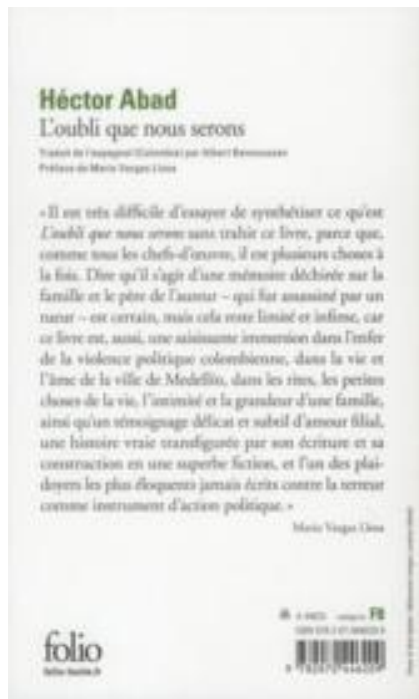 Héctor Abad
L'oubli que nous serons
Traduit de l'espagnol (Colombie) par Albert Bensoussan
Préface de Mario Vargas Llosa
« Il est très difficile d'essayer de synthétiser ce qu'est
L'oubli que nous serons sans trahir ce livre, parce que,
comme tous les chefs-d'œuvre, il est plusieurs choses à
la fois. Dire qu'il s'agit d'une mémoire déchirée sur la
famille et le père de l'auteur – qui fut assassiné par un
tueur – est certain, mais cela reste limité et infime, car
ce livre est, aussi, une saisissante immersion dans l'enfer
de la violence politique colombienne, dans la vie et
l'âme de la ville de Medellín, dans les rites, les petites
choses de la vie, l'intimité et la grandeur d'une famille,
ainsi qu'un témoignage délicat et subtil d'amour filial,
une histoire vraie transfigurée par son écriture et sa
construction en une superbe fiction, et l'un des plai-
doyers les plus éloquents jamais écrits contre la terreur
comme instrument d'action politique. »
Mario Vargas Llosa
folio
folio-lesite.fr
catégorie F8